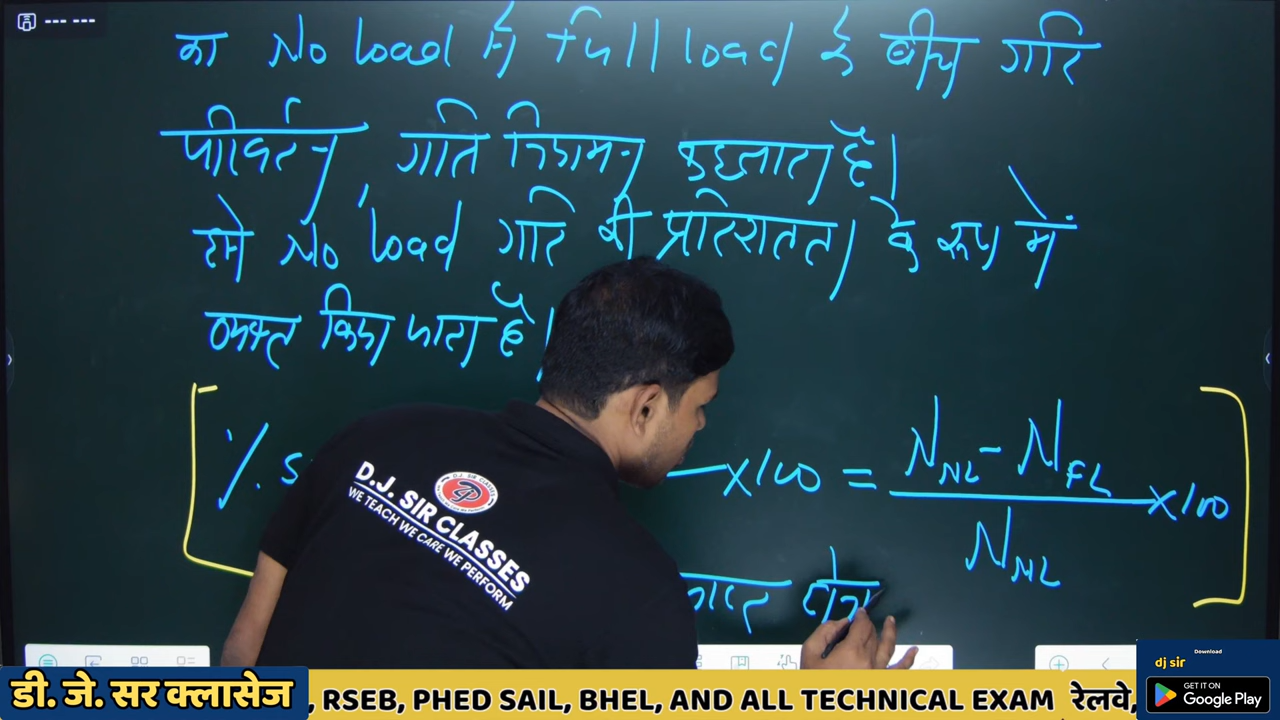 का No load से full load के बीच गति
परिवर्तन, गति नियमन कहलाता है।
इसे No load गति की प्रतिशतता के रूप में
व्यक्त किया जाता है।
% S ×100 = N_NL - N_FL / N_NL ×100
D.J. SIR CLASSES
WE TEACH WE CARE WE PERFORM
डी. जे. सर क्लासेज
, RSEB, PHED SAIL, BHEL, AND ALL TECHNICAL EXAM रेलवे,
Download
dj sir
GET IT ON
Google Play